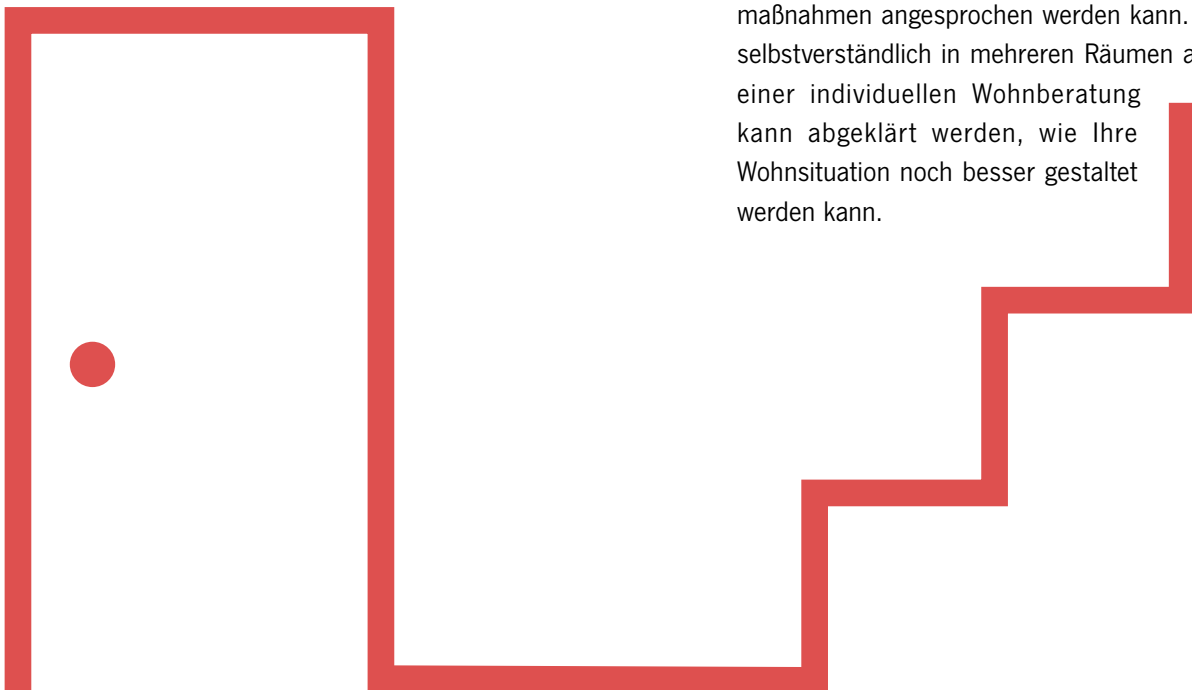 maßnahmen angesprochen werden kann.
selbstverständlich in mehreren Räumen a
einer individuellen Wohnberatung
kann abgeklärt werden, wie Ihre
Wohnsituation noch besser gestaltet
werden kann.